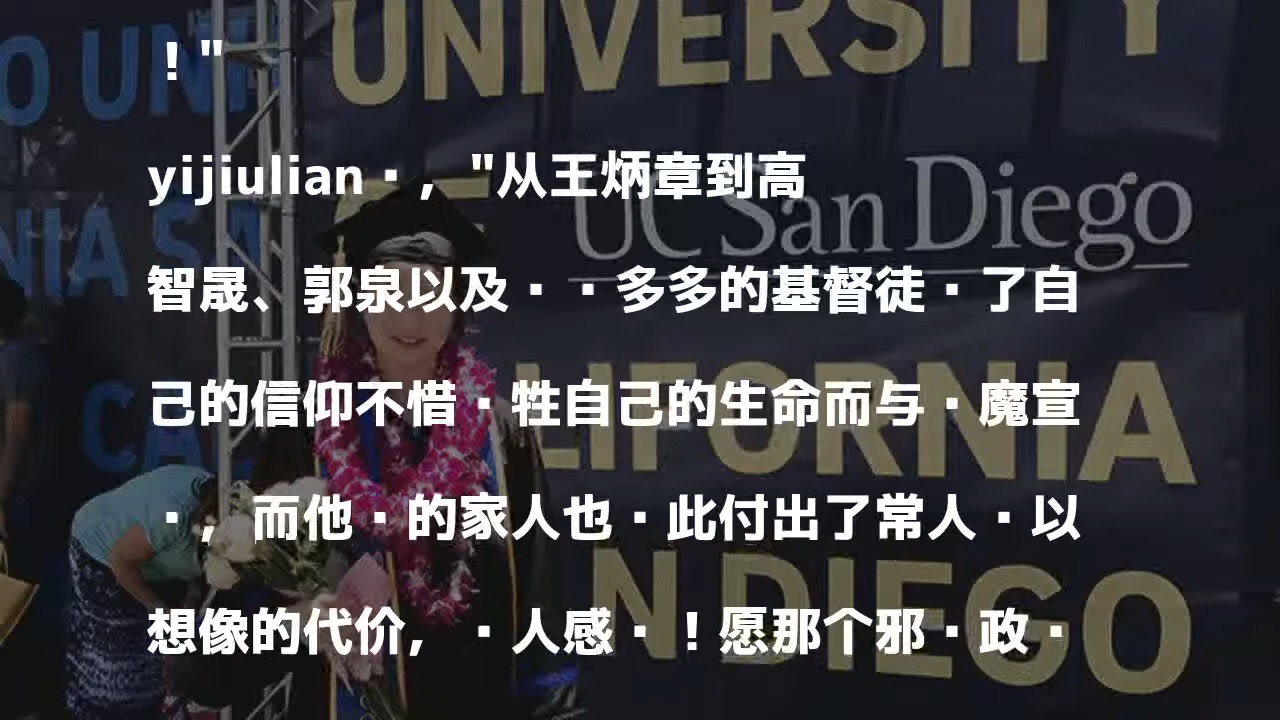 ！"
UNIVERSITY
O UNI
yijiulian▪，"从王炳章到高
UC San Diego
NIA SA
智晟、郭泉以及▪▪多多的基督徒▪了自
CAL
LIFORNIA
己的信仰不惜▪牲自己的生命而与▪魔宣
▪，而他▪的家人也▪此付出了常人▪以
N DIEGO
想像的代价，▪人感▪！愿那个邪▪政▪